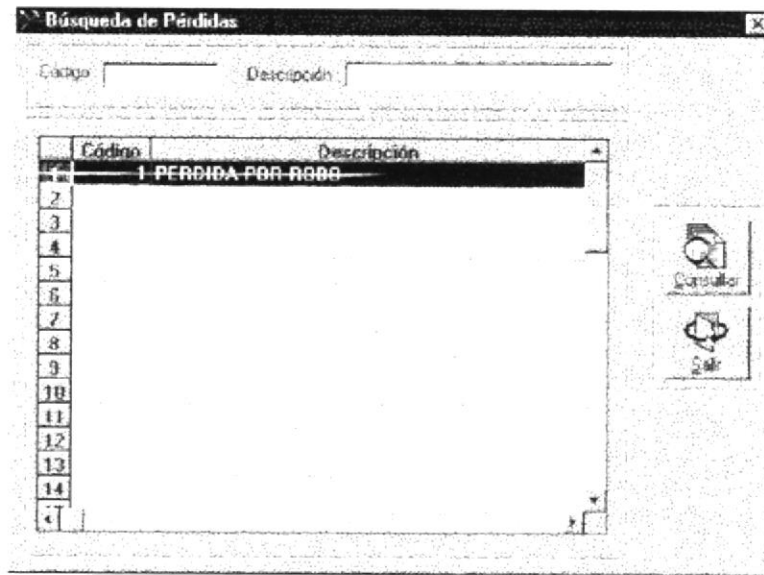 Búsqueda de Pérdidas
Código Descripción
Código Descripción
1 1 PERDIDA POR ROBO
2
3
4
5
6
7
8
9
10
11
12
13
14
Consultar
Salir